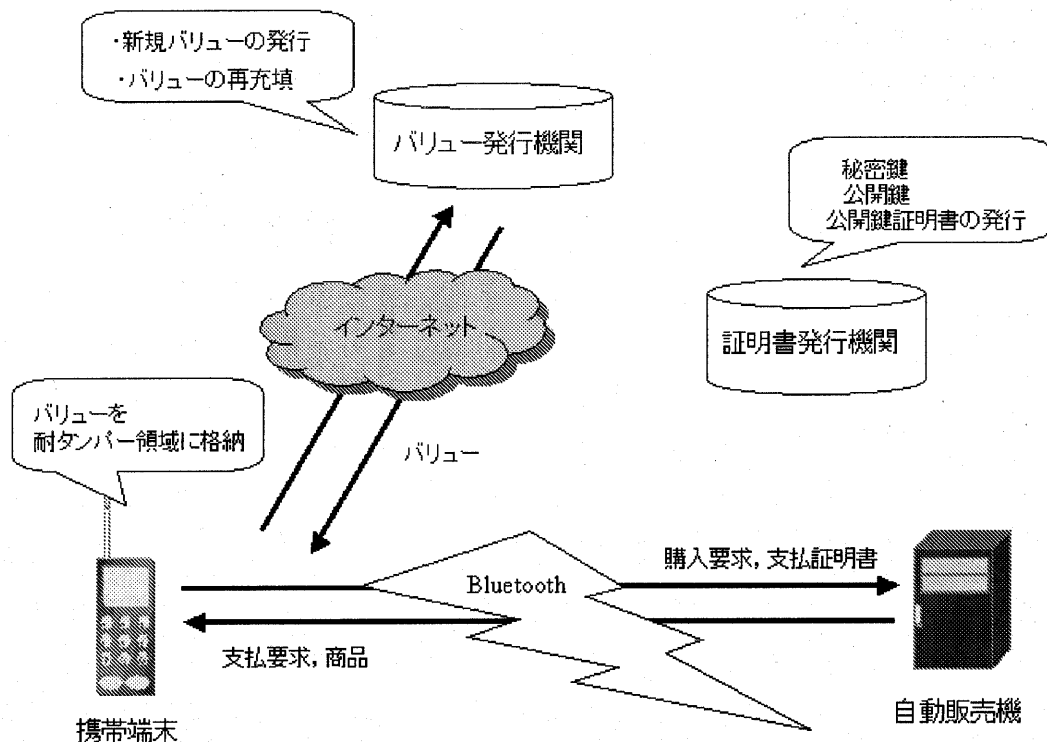 ・新規バリューの発行
・バリューの再充填
バリュー発行機関
秘密鍵
公開鍵
公開鍵証明書の発行
インターネット
証明書発行機関
バリューを
耐タンパー領域に格納
バリュー
購入要求, 支払証明書
Bluetooth
支払要求, 商品
携帯端末
自動販売機